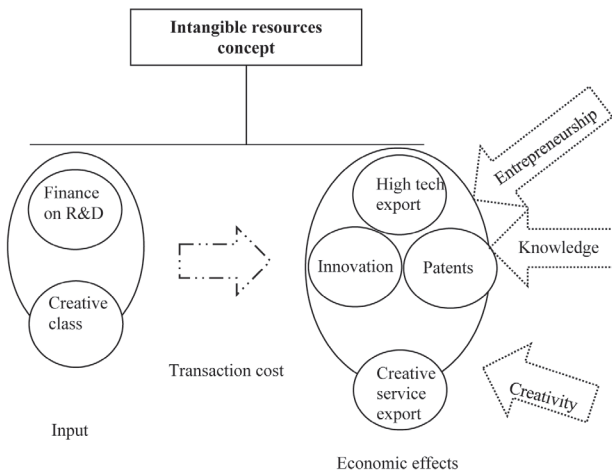 Intangible resources
concept
Finance
on R&D
Creative
class
Input
Transaction cost
High tech
export
Innovation
Patents
Creative
service
export
Economic effects
Entrepreneurship
Knowledge
Creativity